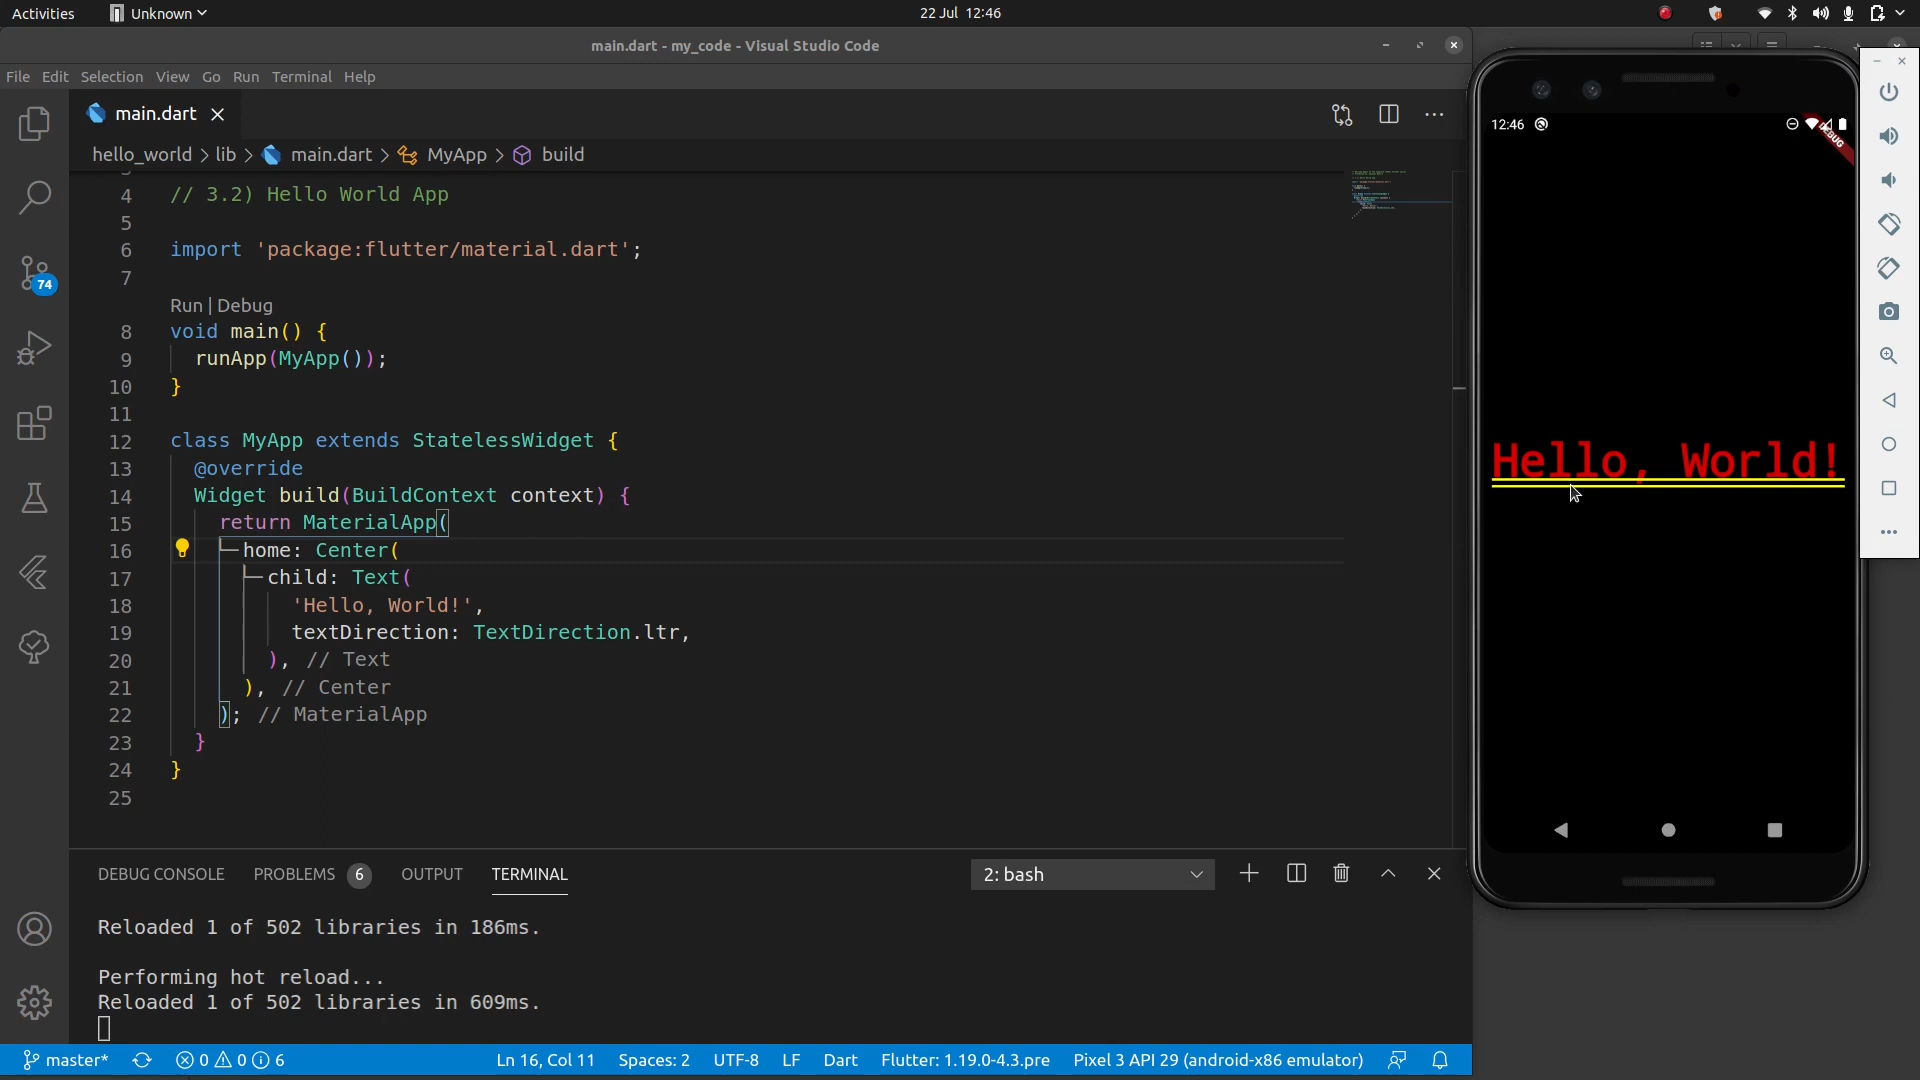 Activities
Unknown
22 Jul 12:46
main.dart - my_code - Visual Studio Code
File Edit Selection View Go Run Terminal Help
main.dart
hello_world > lib > main.dart > MyApp > build
4 // 3.2) Hello World App
5
6 import 'package:flutter/material.dart';
7
Run | Debug
8 void main() {
9 runApp(MyApp());
10 }
11
12 class MyApp extends StatelessWidget {
13 @override
14 Widget build(BuildContext context) {
15 return MaterialApp(
16 home: Center(
17 child: Text(
18 'Hello, World!',
19 textDirection: TextDirection.ltr,
20 ), // Text
21 ), // Center
22 ); // MaterialApp
23 }
24 }
25
74
DEBUG CONSOLE PROBLEMS 6 OUTPUT TERMINAL
2: bash
Reloaded 1 of 502 libraries in 186ms.
Performing hot reload...
Reloaded 1 of 502 libraries in 609ms.
master* 0 0 6 Ln 16, Col 11 Spaces: 2 UTF-8 LF Dart Flutter: 1.19.0-4.3.pre Pixel 3 API 29 (android-x86 emulator)
12:46
DEBUG
Hello, World!